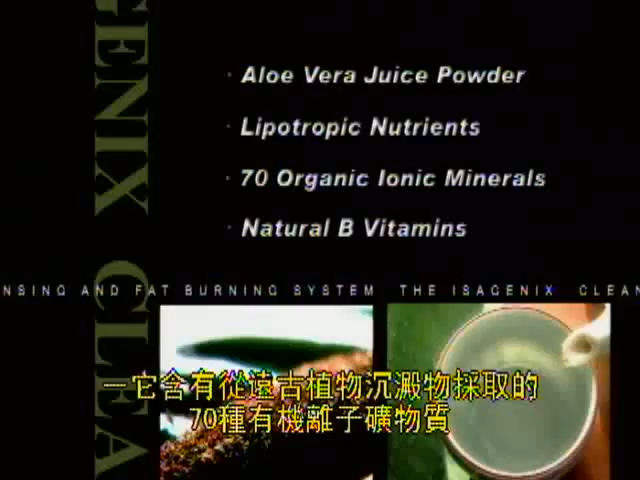 GENIX CLEA
· Aloe Vera Juice Powder
· Lipotropic Nutrients
· 70 Organic Ionic Minerals
· Natural B Vitamins
NSING AND FAT BURNING SYSTEM THE ISAGENIX CLEAN
—它含有從遠古植物沉澱物採取的
70種有機離子礦物質